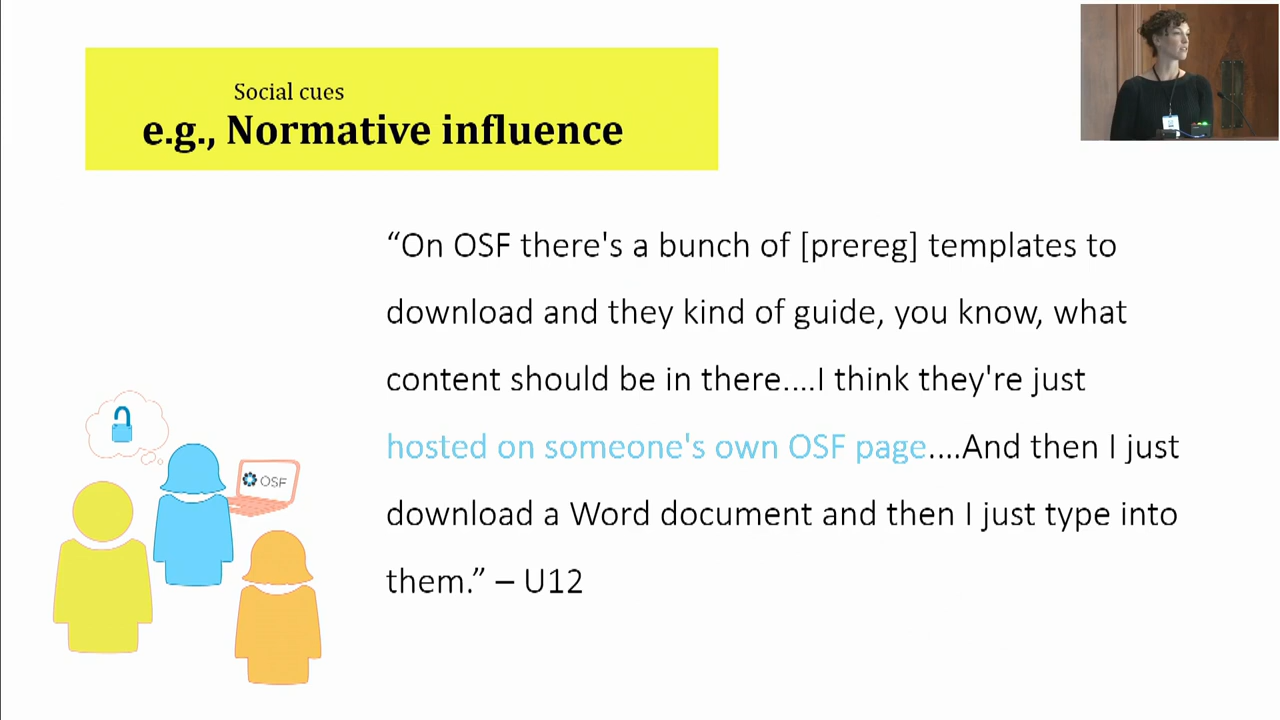 Social cues
e.g., Normative influence
“On OSF there's a bunch of [prereg] templates to
download and they kind of guide, you know, what
content should be in there....I think they're just
hosted on someone's own OSF page....And then I just
download a Word document and then I just type into
them.” – U12
OSF